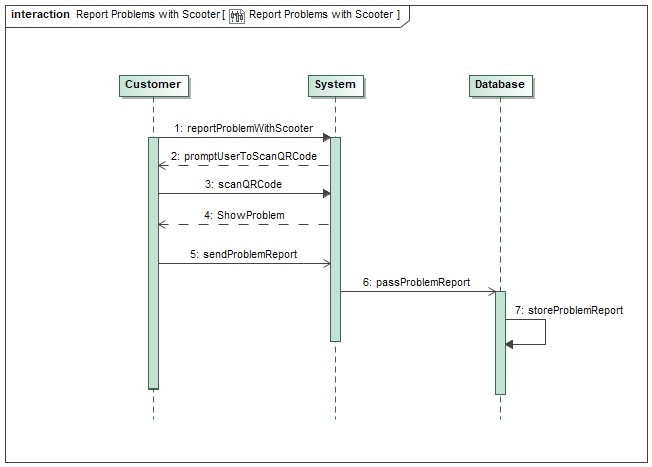 interaction Report Problems with Scooter [ Report Problems with Scooter ]
Customer System Database
1: reportProblemWithScooter
2: promptUserToScanQRCode
3: scanQRCode
4: ShowProblem
5: sendProblemReport
6: passProblemReport
7: storeProblemReport